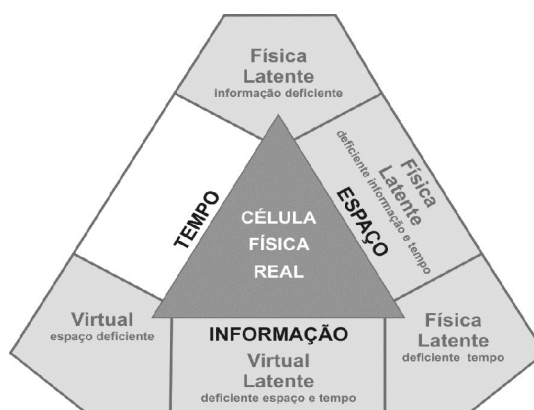 Física
Latente
informação deficiente
TEMPO
CÉLULA
FÍSICA
REAL
ESPAÇO
Física
Latente
deficiente informação e tempo
Virtual
espaço deficiente
INFORMAÇÃO
Virtual
Latente
deficiente espaço e tempo
Física
Latente
deficiente tempo